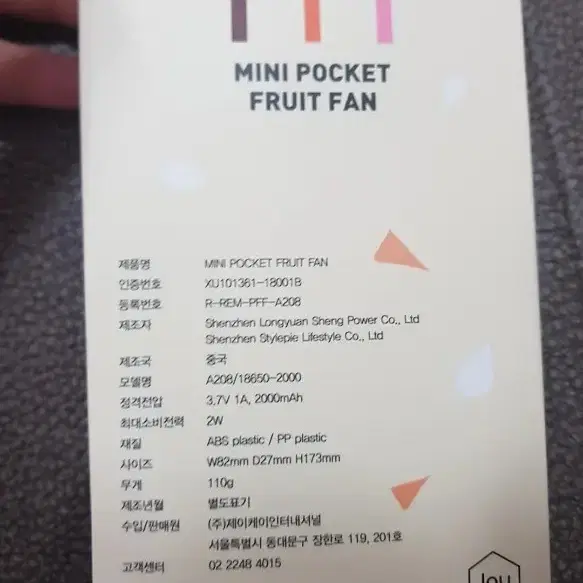 MINI POCKET
FRUIT FAN
제품명 MINI POCKET FRUIT FAN
인증번호 XU101361-18001B
등록번호 R-REM-PFF-A208
제조자 Shenzhen Longyuan Sheng Power Co., Ltd
Shenzhen Stylepie Lifestyle Co., Ltd
제조국 중국
모델명 A208/18650-2000
정격전압 3.7V 1A, 2000mAh
최대소비전력 2W
재질 ABS plastic / PP plastic
사이즈 W82mm D27mm H173mm
무게 110g
제조년월 별도표기
수입/판매원 (주)제이케이인터내셔널
서울특별시 동대문구 장한로 119, 201호
고객센터 02 2248 4015